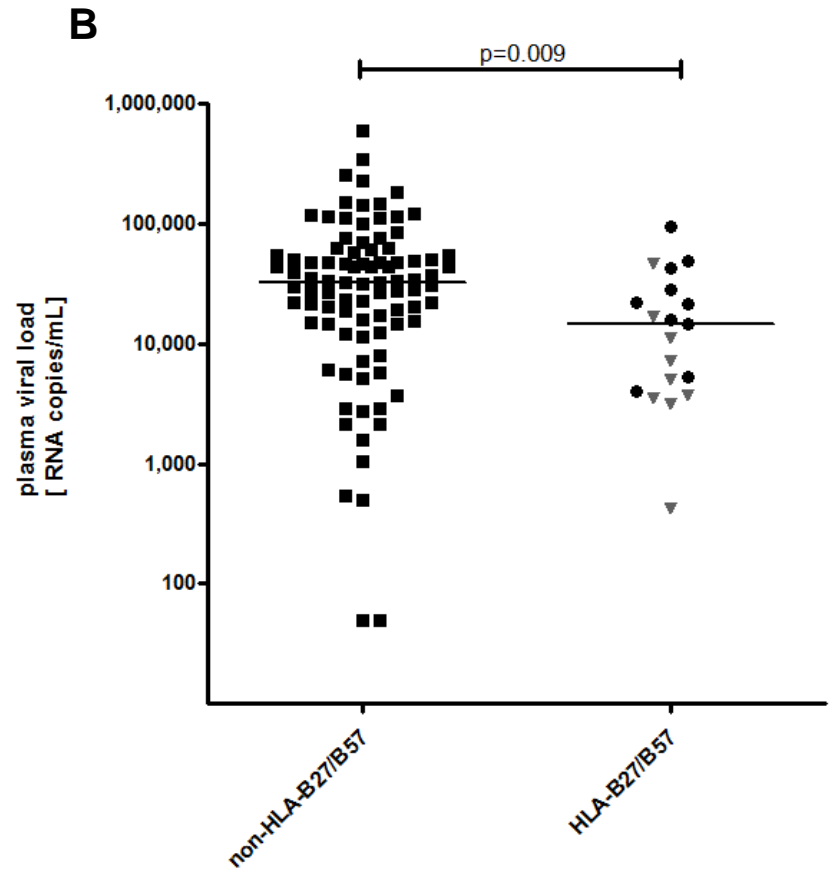 B
p=0.009
1,000,000
100,000
10,000
1,000
100
plasma viral load
[ RNA copies/mL]
non-HLA-B27/B57
HLA-B27/B57